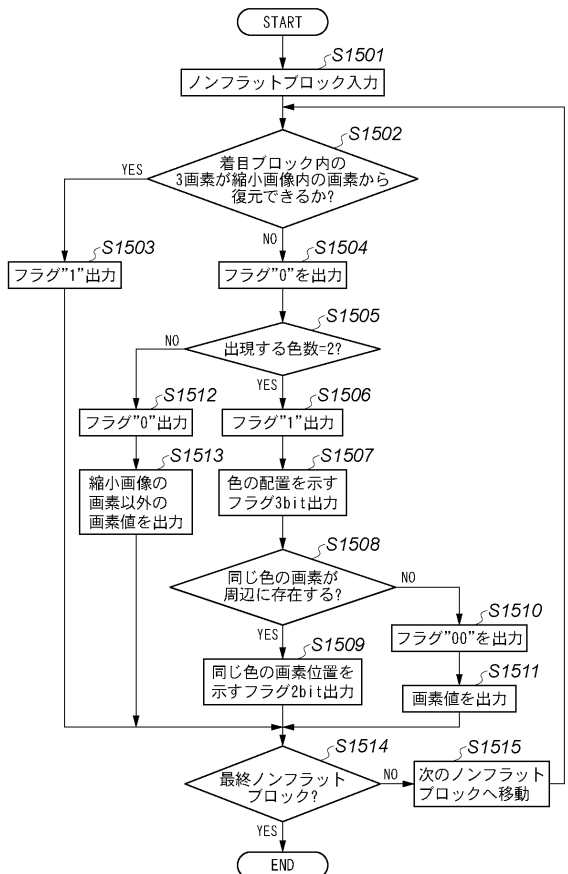 START
S1501
ノンフラットブロック入力
S1502
着目ブロック内の
3画素が縮小画像内の画素から
復元できるか?
YES
NO
S1503
フラグ"1"出力
S1504
フラグ"0"を出力
S1505
出現する色数=2?
NO
YES
S1512
フラグ"0"出力
S1506
フラグ"1"出力
S1513
縮小画像の
画素以外の
画素値を出力
S1507
色の配置を示す
フラグ3bit出力
S1508
同じ色の画素が
周辺に存在する?
NO
YES
S1510
フラグ"00"を出力
S1509
同じ色の画素位置を
示すフラグ2bit出力
S1511
画素値を出力
S1514
最終ノンフラット
ブロック?
NO
YES
S1515
次のノンフラット
ブロックへ移動
END